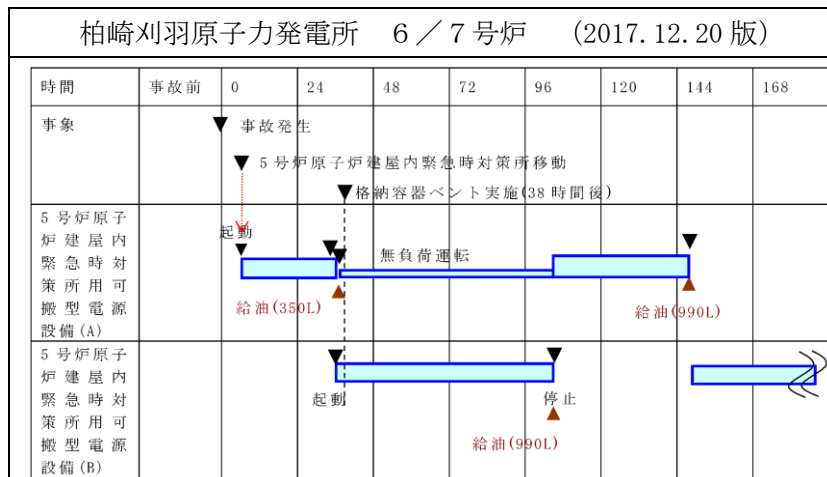 柏崎刈羽原子力発電所　６／７号炉　（2017.12.20 版）
時間 事故前 0 24 48 72 96 120 144 168
事象
事故発生
5 号炉原子炉建屋内緊急時対策所移動
格納容器ベント実施(38 時間後)
5 号炉原子
炉建屋内
緊急時対
策所用可
搬型電源
設備(A)
起動
無負荷運転
給油(350L)
給油(990L)
5 号炉原子
炉建屋内
緊急時対
策所用可
搬型電源
設備(B)
起動
停止
給油(990L)